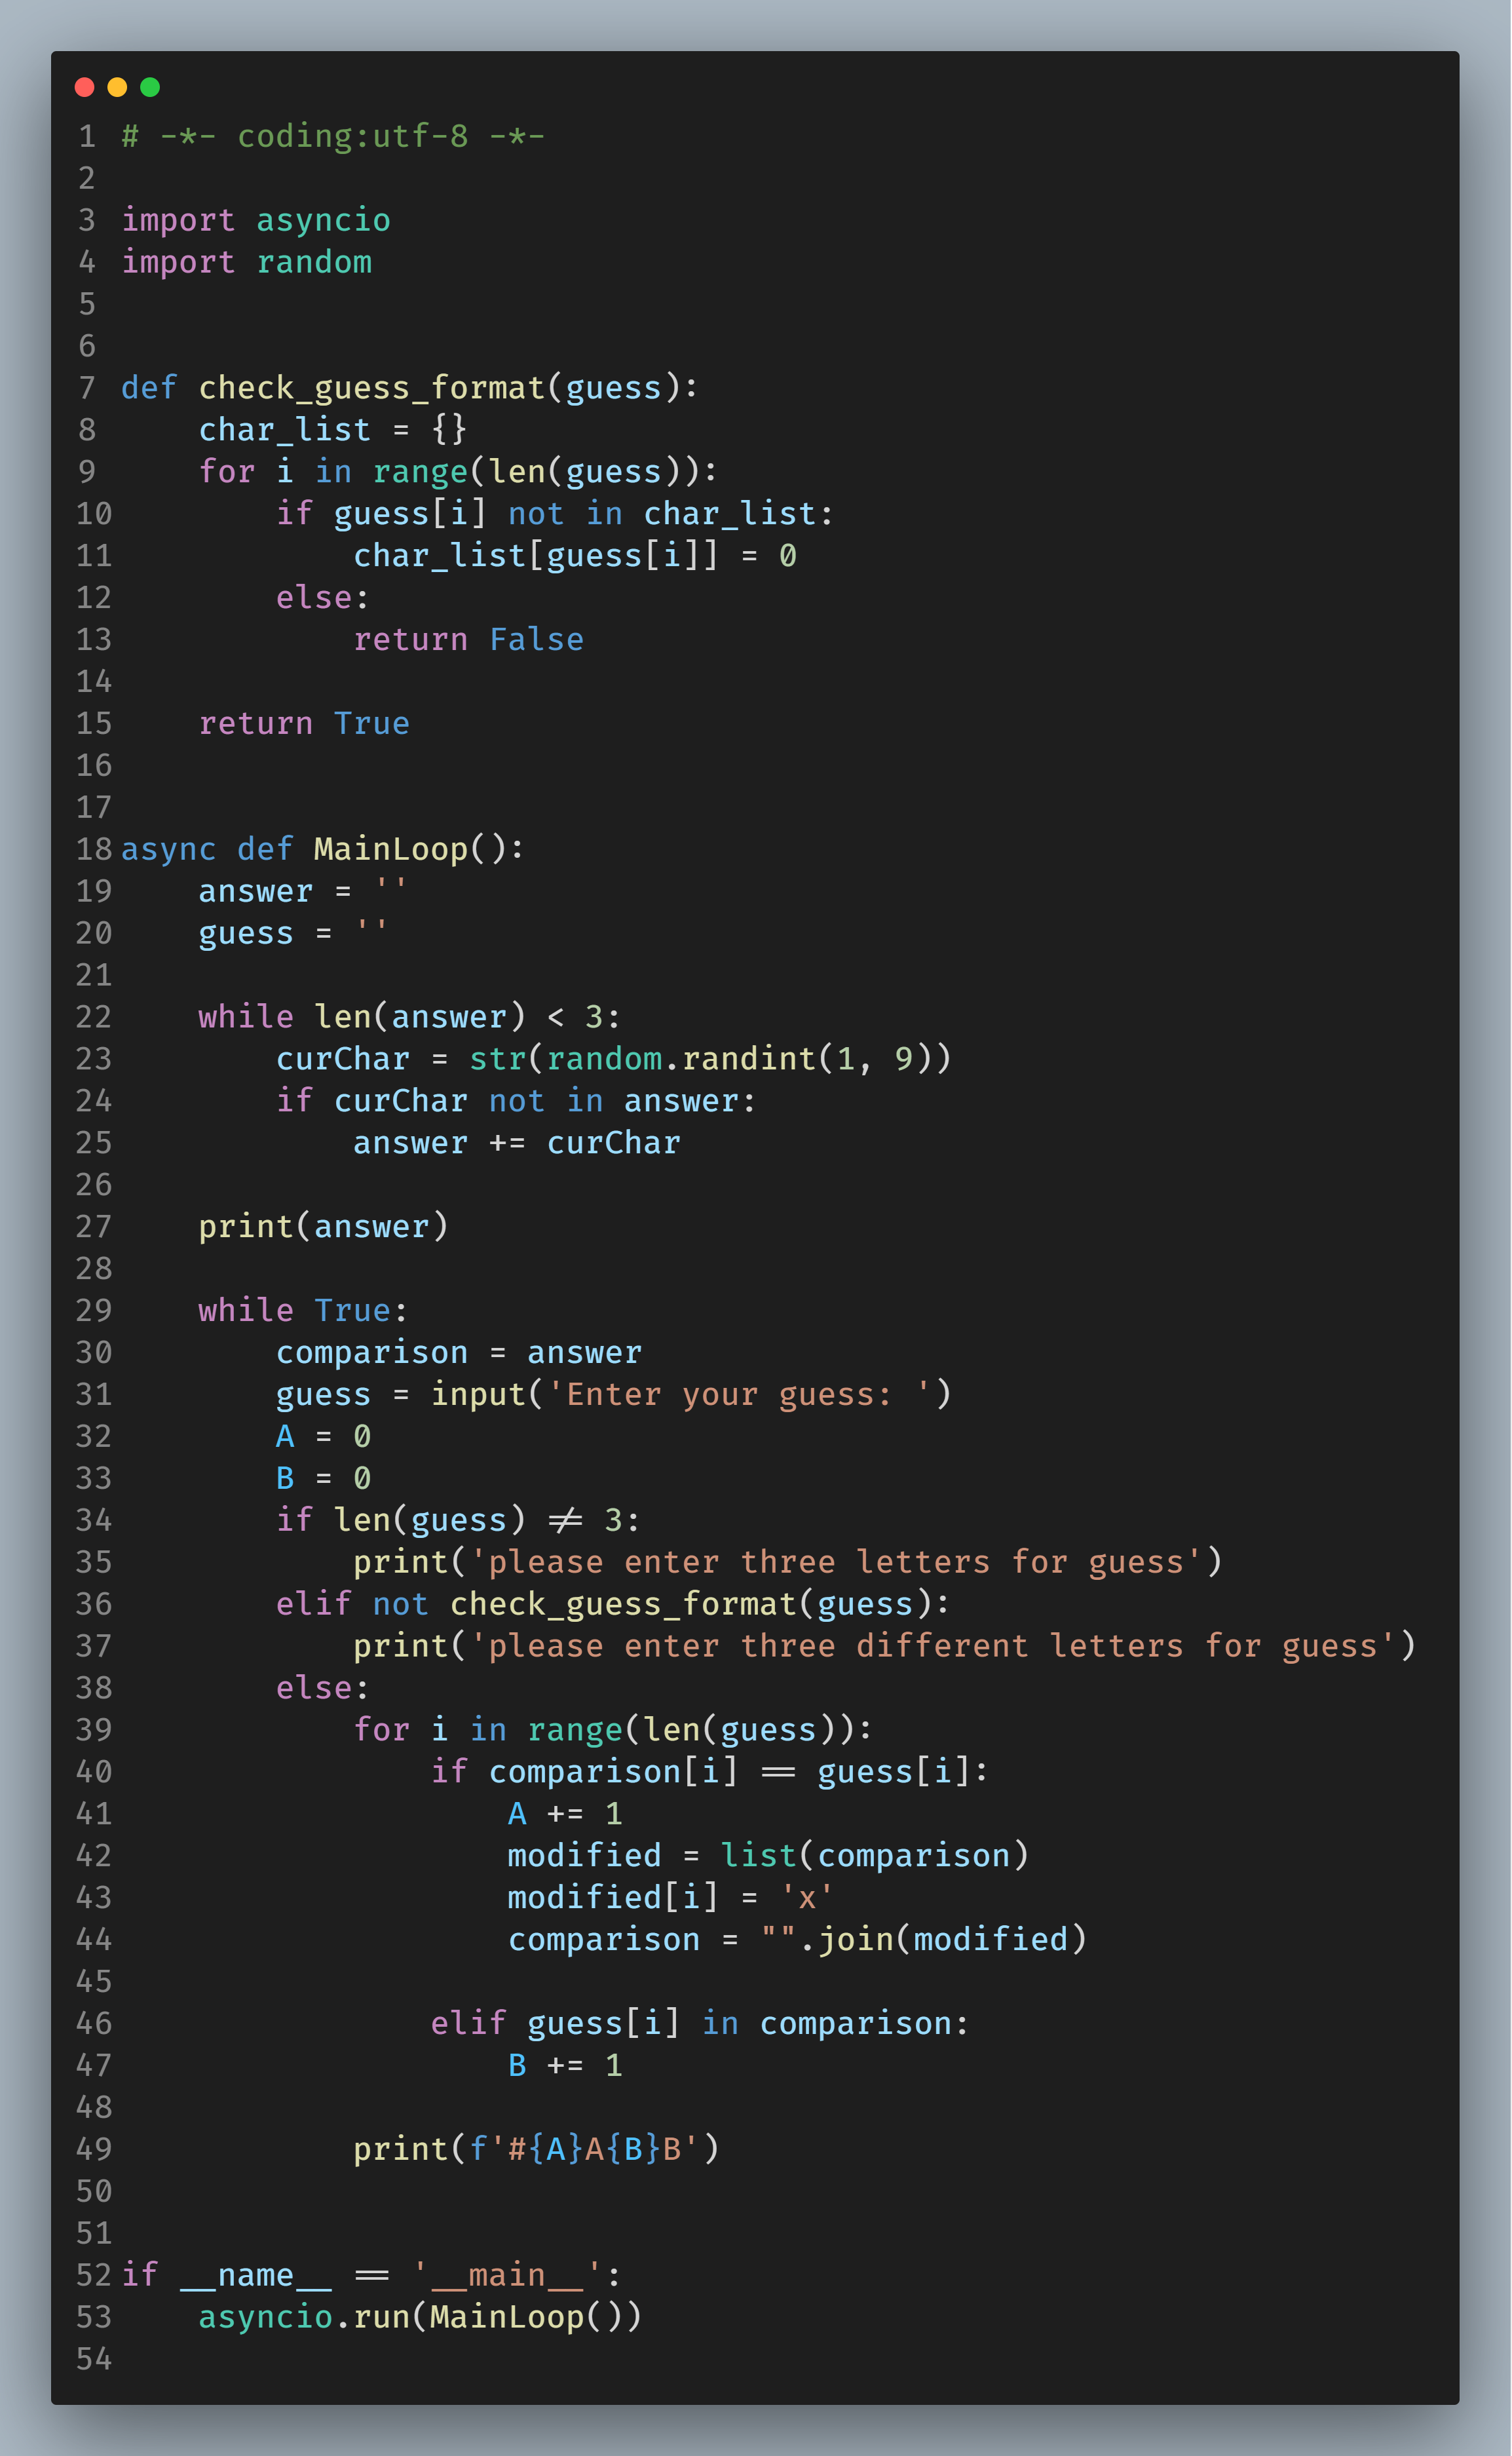 1 # -*- coding:utf-8 -*-
2
3 import asyncio
4 import random
5
6
7 def check_guess_format(guess):
8     char_list = {}
9     for i in range(len(guess)):
10         if guess[i] not in char_list:
11             char_list[guess[i]] = 0
12         else:
13             return False
14
15     return True
16
17
18 async def MainLoop():
19     answer = ''
20     guess = ''
21
22     while len(answer) < 3:
23         curChar = str(random.randint(1, 9))
24         if curChar not in answer:
25             answer += curChar
26
27     print(answer)
28
29     while True:
30         comparison = answer
31         guess = input('Enter your guess: ')
32         A = 0
33         B = 0
34         if len(guess) != 3:
35             print('please enter three letters for guess')
36         elif not check_guess_format(guess):
37             print('please enter three different letters for guess')
38         else:
39             for i in range(len(guess)):
40                 if comparison[i] == guess[i]:
41                     A += 1
42                     modified = list(comparison)
43                     modified[i] = 'x'
44                     comparison = "".join(modified)
45
46                 elif guess[i] in comparison:
47                     B += 1
48
49             print(f'#{A}A{B}B')
50
51
52 if __name__ == '__main__':
53     asyncio.run(MainLoop())
54